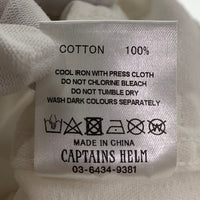 COTTON 100%
COOL IRON WITH PRESS CLOTH
DO NOT CHLORINE BLEACH
DO NOT TUMBLE DRY
WASH DARK COLOURS SEPARATELY
MADE IN CHINA
CAPTAINS HELM
03-6434-9381